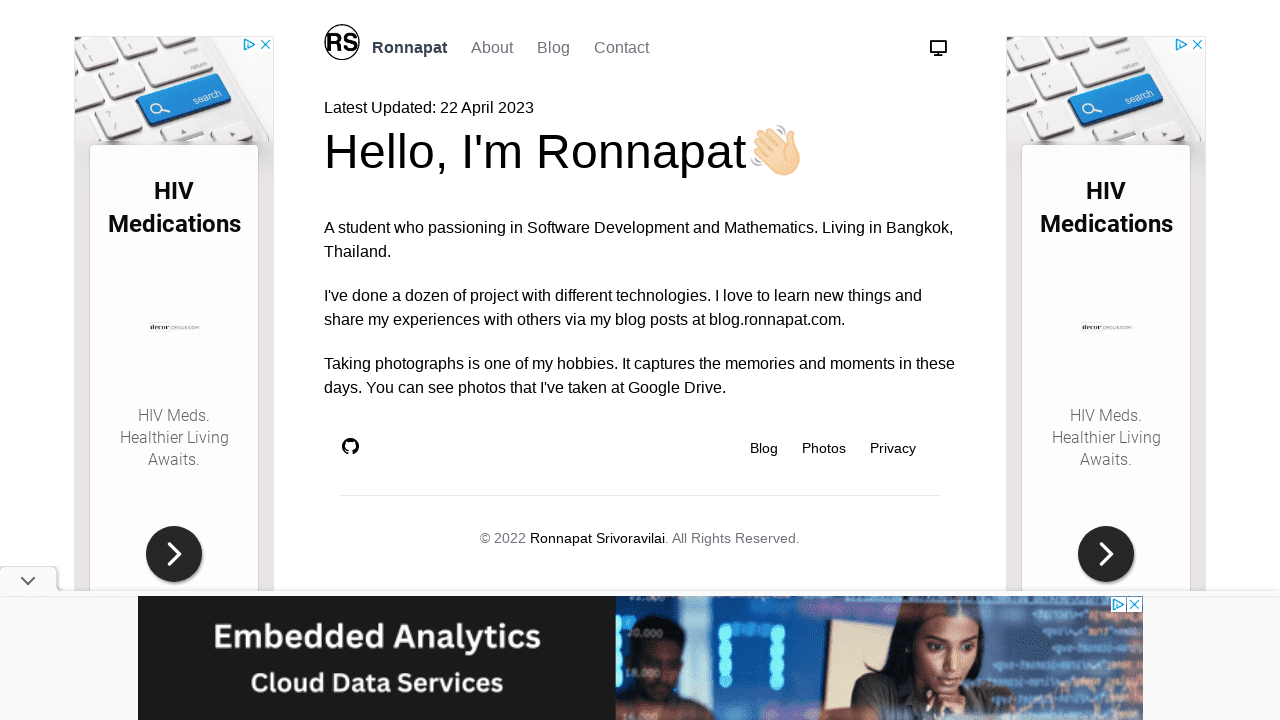 RS
Ronnapat
About
Blog
Contact
Latest Updated: 22 April 2023
Hello, I'm Ronnapat
A student who passioning in Software Development and Mathematics. Living in Bangkok,
Thailand.
I've done a dozen of project with different technologies. I love to learn new things and
share my experiences with others via my blog posts at blog.ronnapat.com.
Taking photographs is one of my hobbies. It captures the memories and moments in these
days. You can see photos that I've taken at Google Drive.
Blog
Photos
Privacy
© 2022 Ronnapat Srivoravilai. All Rights Reserved.
search
HIV
Medications
HIV Meds.
Healthier Living
Awaits.
search
HIV
Medications
HIV Meds.
Healthier Living
Awaits.
Embedded Analytics
Cloud Data Services